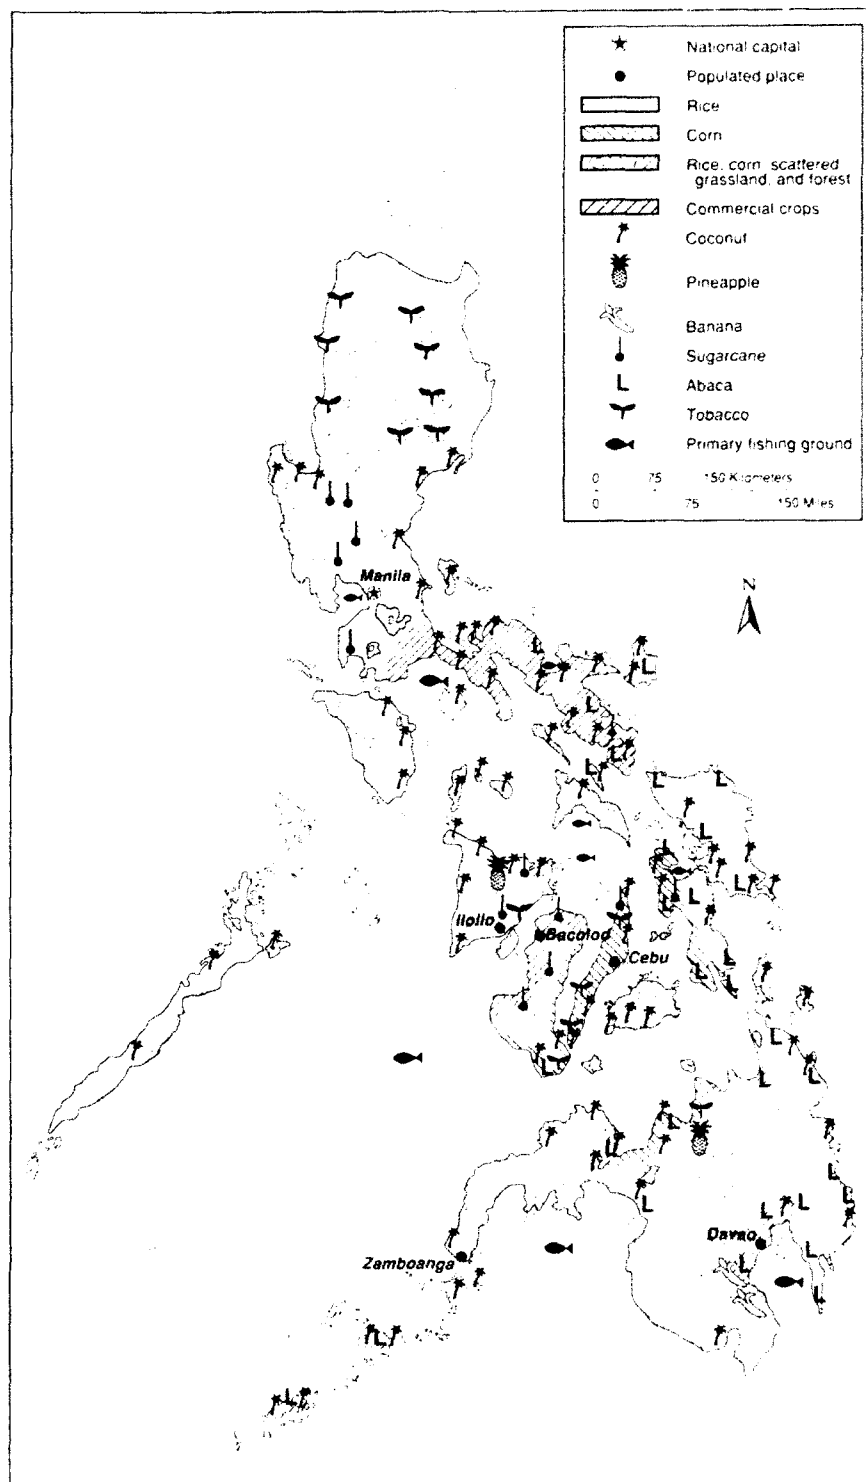 National capital
Populated place
Rice
Corn
Rice, corn, scattered
grassland, and forest
Commercial crops
Coconut
Pineapple
Banana
Sugarcane
L Abaca
Tobacco
Primary fishing ground
0 75 150 Kilometers
0 75 150 Miles
N
Manila
Iloilo
Bacolod
Cebu
Davao
Zamboanga